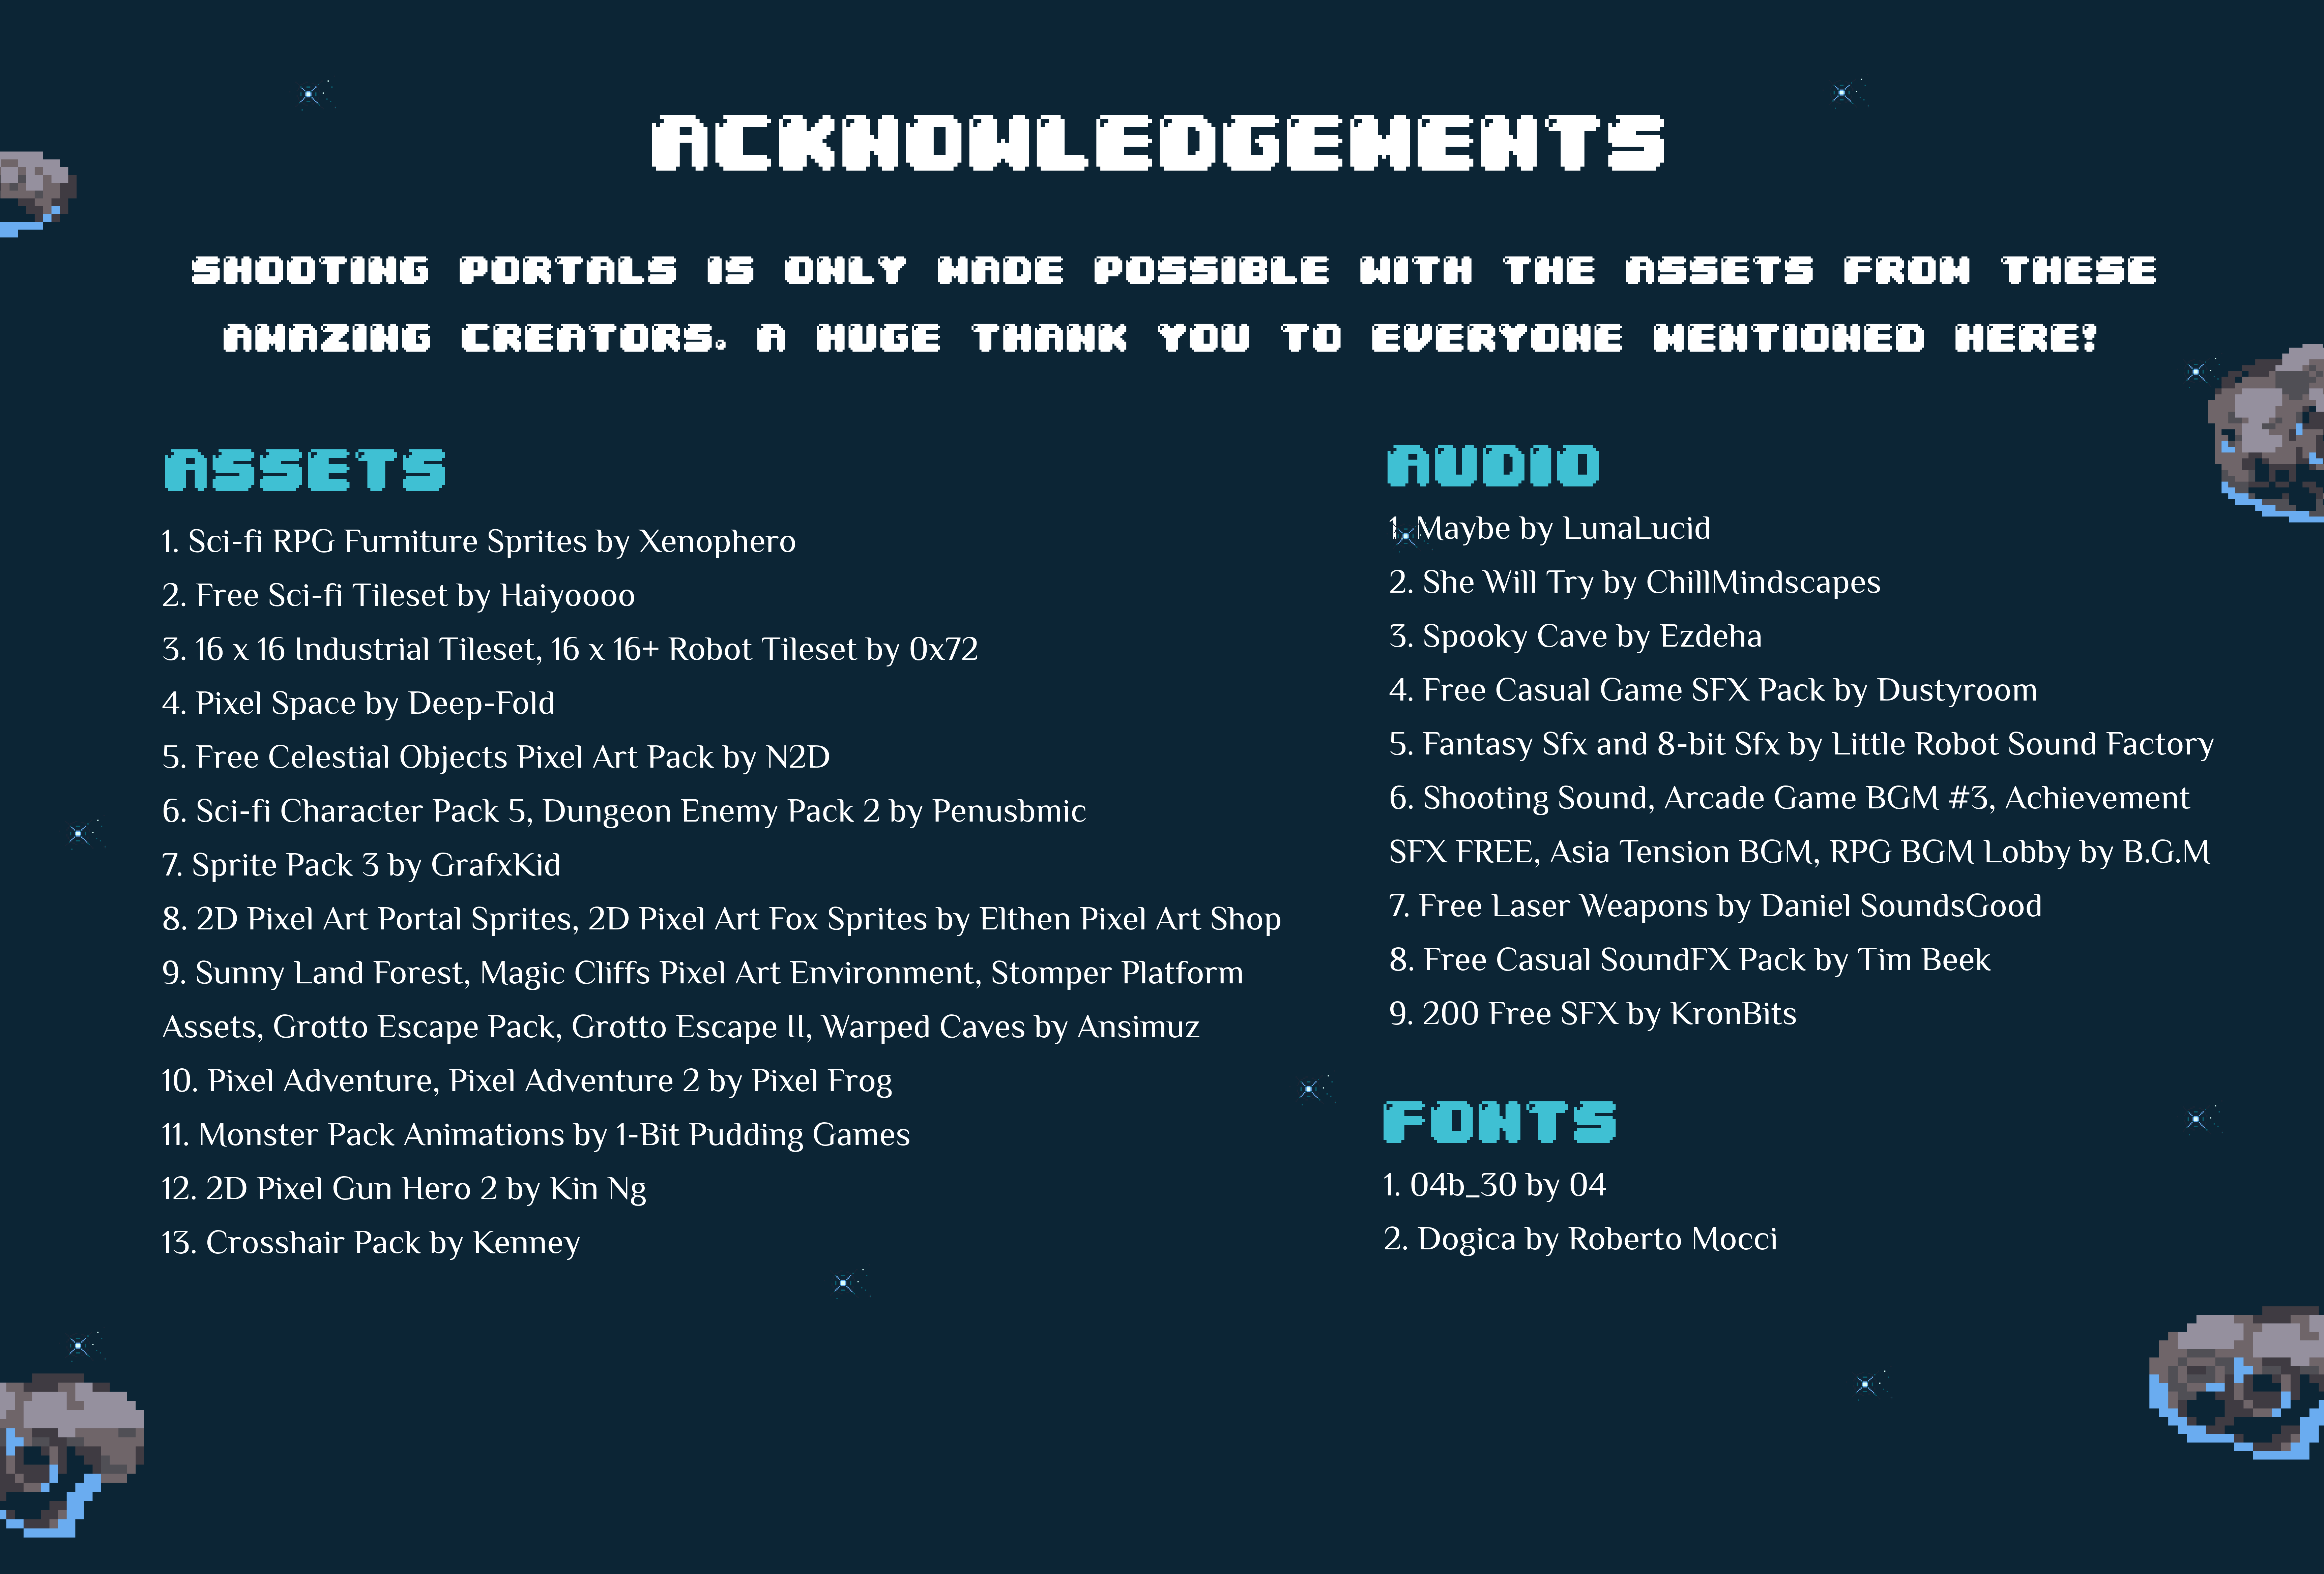 ACKNOWLEDGEMENTS
SHOOTING PORTALS IS ONLY MADE POSSIBLE WITH THE ASSETS FROM THESE
AMAZING CREATORS. A HUGE THANK YOU TO EVERYONE MENTIONED HERE!
ASSETS
1. Sci-fi RPG Furniture Sprites by Xenophero
2. Free Sci-fi Tileset by Haiyoooo
3. 16 x 16 Industrial Tileset, 16 x 16+ Robot Tileset by 0x72
4. Pixel Space by Deep-Fold
5. Free Celestial Objects Pixel Art Pack by N2D
6. Sci-fi Character Pack 5, Dungeon Enemy Pack 2 by Penusbmic
7. Sprite Pack 3 by GrafxKid
8. 2D Pixel Art Portal Sprites, 2D Pixel Art Fox Sprites by Elthen Pixel Art Shop
9. Sunny Land Forest, Magic Cliffs Pixel Art Environment, Stomper Platform
Assets, Grotto Escape Pack, Grotto Escape II, Warped Caves by Ansimuz
10. Pixel Adventure, Pixel Adventure 2 by Pixel Frog
11. Monster Pack Animations by 1-Bit Pudding Games
12. 2D Pixel Gun Hero 2 by Kin Ng
13. Crosshair Pack by Kenney
AUDIO
1. Maybe by LunaLucid
2. She Will Try by ChillMindscapes
3. Spooky Cave by Ezdeha
4. Free Casual Game SFX Pack by Dustyroom
5. Fantasy Sfx and 8-bit Sfx by Little Robot Sound Factory
6. Shooting Sound, Arcade Game BGM #3, Achievement
SFX FREE, Asia Tension BGM, RPG BGM Lobby by B.G.M
7. Free Laser Weapons by Daniel SoundsGood
8. Free Casual SoundFX Pack by Tim Beek
9. 200 Free SFX by KronBits
FONTS
1. 04b_30 by 04
2. Dogica by Roberto Mocci